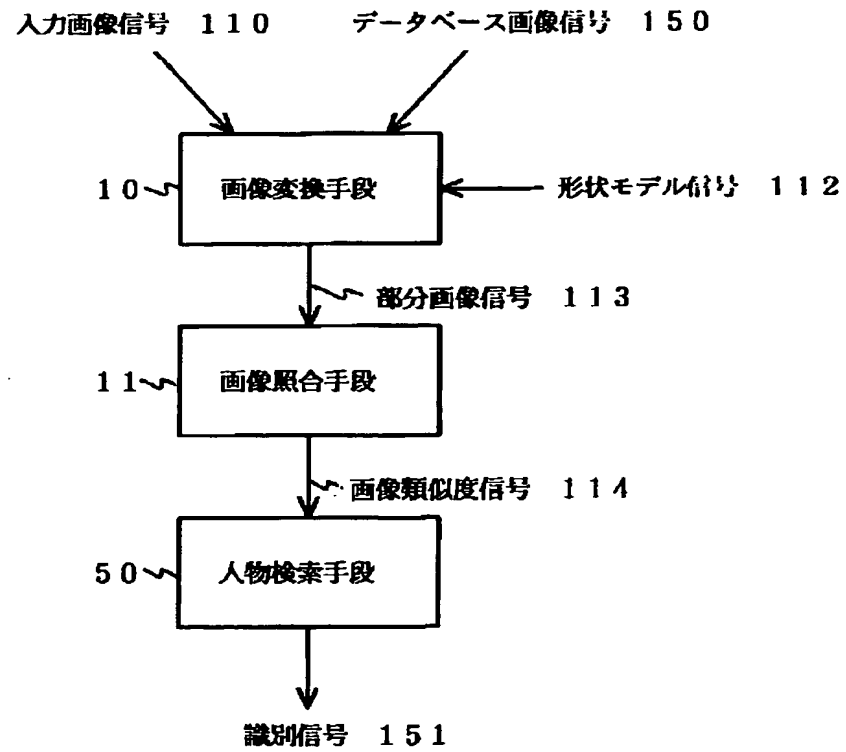 入力画像信号 110 データベース画像信号 150
10 画像変換手段 形状モデル信号 112
部分画像信号 113
11 画像照合手段
画像類似度信号 114
50 人物検索手段
識別信号 151